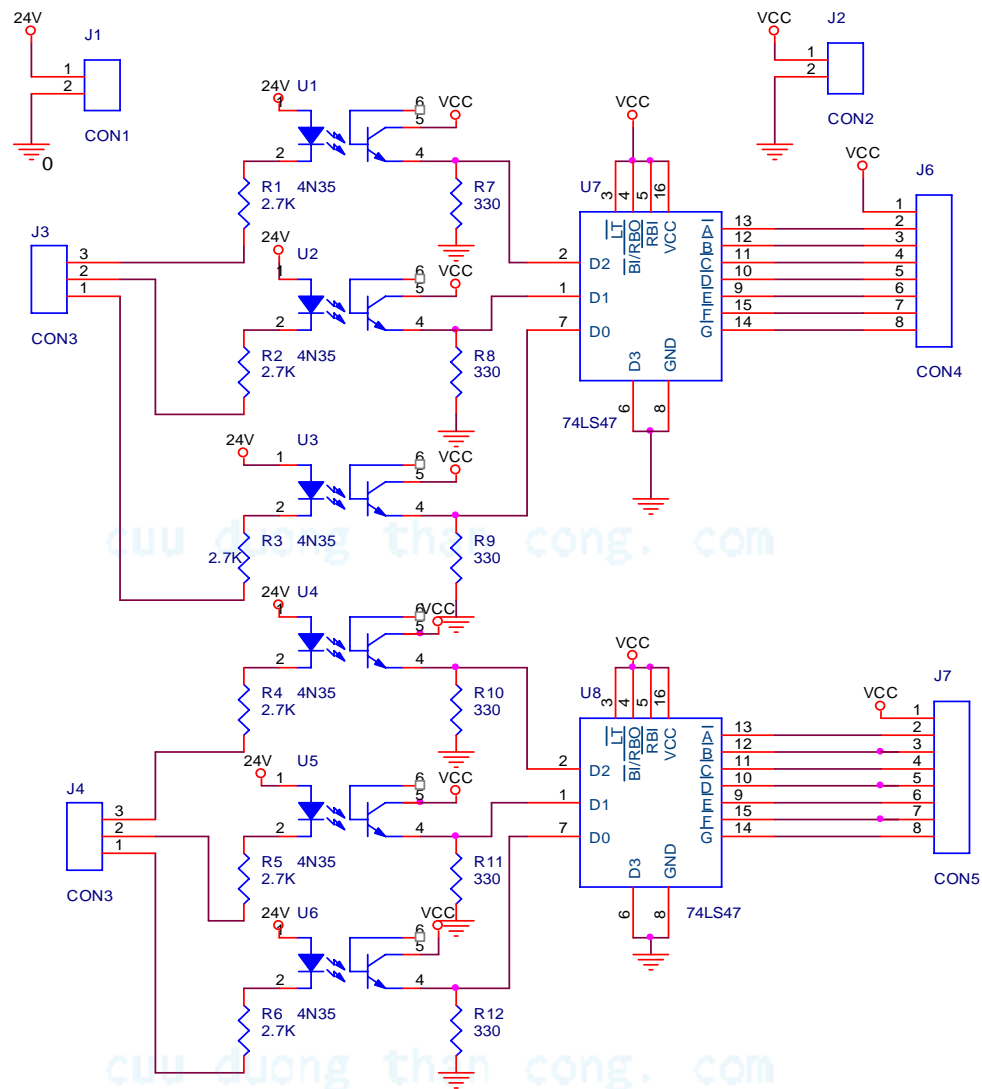 24V
J1
1
2
CON1
0
VCC
J2
1
2
CON2
24V
U1
1
2
6
5
4
VCC
R1
4N35
2.7K
R7
330
J3
3
2
1
CON3
24V
U2
1
2
6
5
4
VCC
R2
4N35
2.7K
R8
330
24V
U3
1
2
6
5
4
VCC
R3
4N35
2.7K
R9
330
VCC
U7
3
4
5
16
LT
BI/RBO
RBI
VCC
2
D2
1
D1
7
D0
D3
GND
6
8
74LS47
A
13
B
12
C
11
D
10
E
9
F
15
G
14
VCC
J6
1
2
3
4
5
6
7
8
CON4
cuu duong than cong. com
24V
U4
1
2
6
5
4
VCC
R4
4N35
2.7K
R10
330
J4
3
2
1
CON3
24V
U5
1
2
6
5
4
VCC
R5
4N35
2.7K
R11
330
24V
U6
1
2
6
5
4
VCC
R6
4N35
2.7K
R12
330
VCC
U8
3
4
5
16
LT
BI/RBO
RBI
VCC
2
D2
1
D1
7
D0
D3
GND
6
8
74LS47
A
13
B
12
C
11
D
10
E
9
F
15
G
14
VCC
J7
1
2
3
4
5
6
7
8
CON5
cuu duong than cong. com